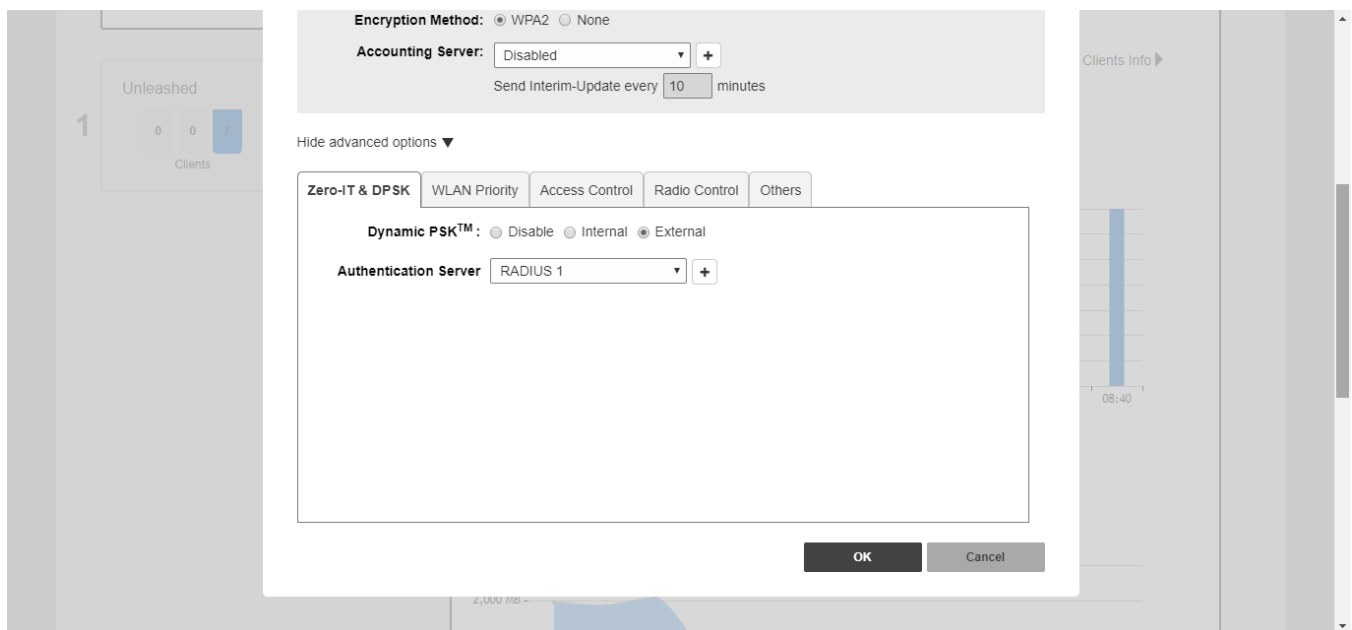 Encryption Method: WPA2 None
Accounting Server: Disabled +
Send Interim-Update every 10 minutes
Clients Info
Unleashed
1
0 0 7
Clients
Hide advanced options
Zero-IT & DPSK WLAN Priority Access Control Radio Control Others
Dynamic PSK™ : Disable Internal External
Authentication Server RADIUS 1 +
08:40
OK Cancel
2,000 MB